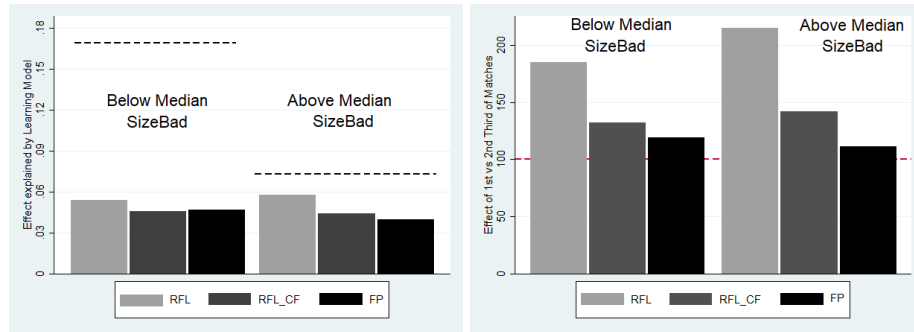 Effect explained by Learning Model
.18
.15
.12
.09
.06
.03
0
Below Median
SizeBad
Above Median
SizeBad
RFL
RFL_CF
FP
Effect of 1st vs 2nd Third of Matches
200
150
100
50
0
Below Median
SizeBad
Above Median
SizeBad
RFL
RFL_CF
FP